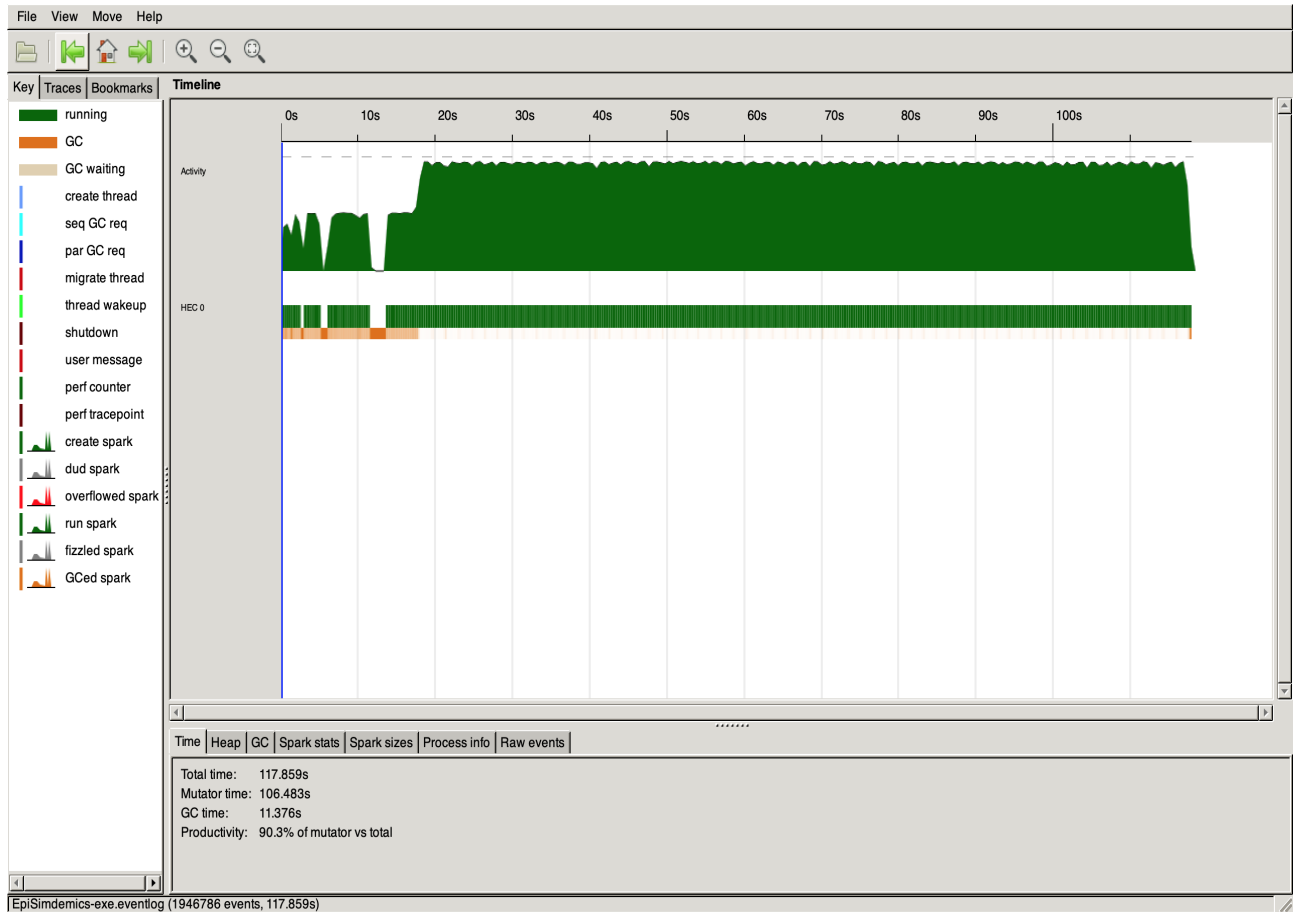 File View Move Help
Key Traces Bookmarks
Timeline
running
GC
GC waiting
create thread
seq GC req
par GC req
migrate thread
thread wakeup
shutdown
user message
perf counter
perf tracepoint
create spark
dud spark
overflowed spark
run spark
fizzled spark
GCed spark
0s 10s 20s 30s 40s 50s 60s 70s 80s 90s 100s
Activity
HEC 0
Time Heap GC Spark stats Spark sizes Process info Raw events
Total time: 117.859s
Mutator time: 106.483s
GC time: 11.376s
Productivity: 90.3% of mutator vs total
EpiSimdemics-exe.eventlog (1946786 events, 117.859s)